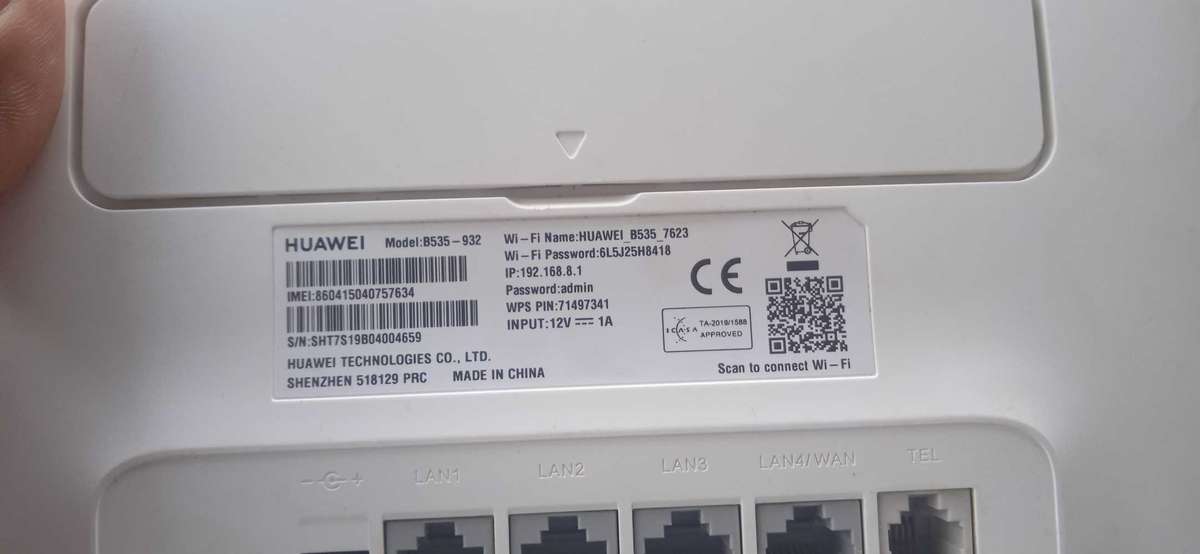 HUAWEI Model:B535-932
IMEI:860415040757634
S/N:SHT7S19B04004659
HUAWEI TECHNOLOGIES CO., LTD.
SHENZHEN 518129 PRC MADE IN CHINA
Wi-Fi Name:HUAWEI_B535_7623
Wi-Fi Password:6L5J25H8418
IP:192.168.8.1
Password:admin
WPS PIN:71497341
INPUT:12V ⎓ 1A
CE
ICASA
TA-2019/1588
APPROVED
Scan to connect Wi-Fi
LAN1 LAN2 LAN3 LAN4/WAN TEL